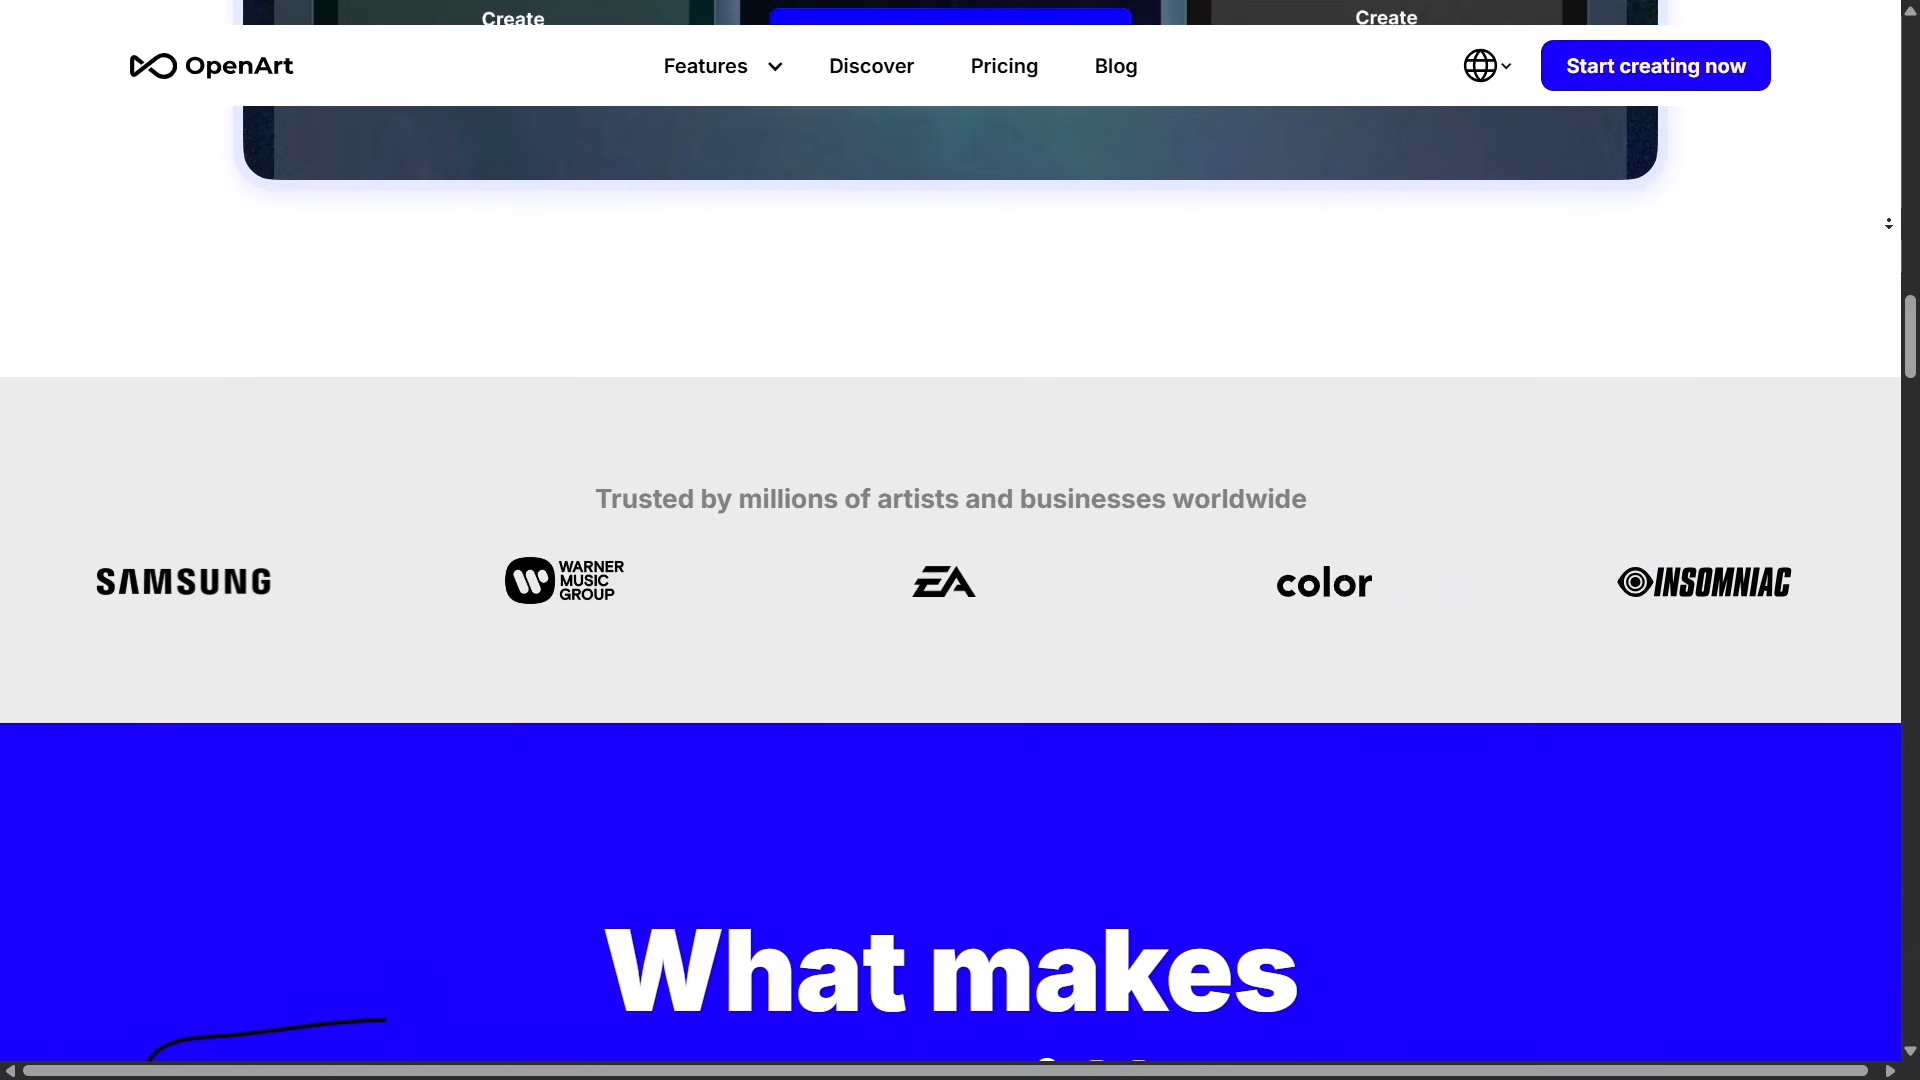 Create
Create
OpenArt
Features
Discover
Pricing
Blog
Start creating now
Trusted by millions of artists and businesses worldwide
SAMSUNG
WARNER
MUSIC
GROUP
EA
color
INSOMNIAC
What makes